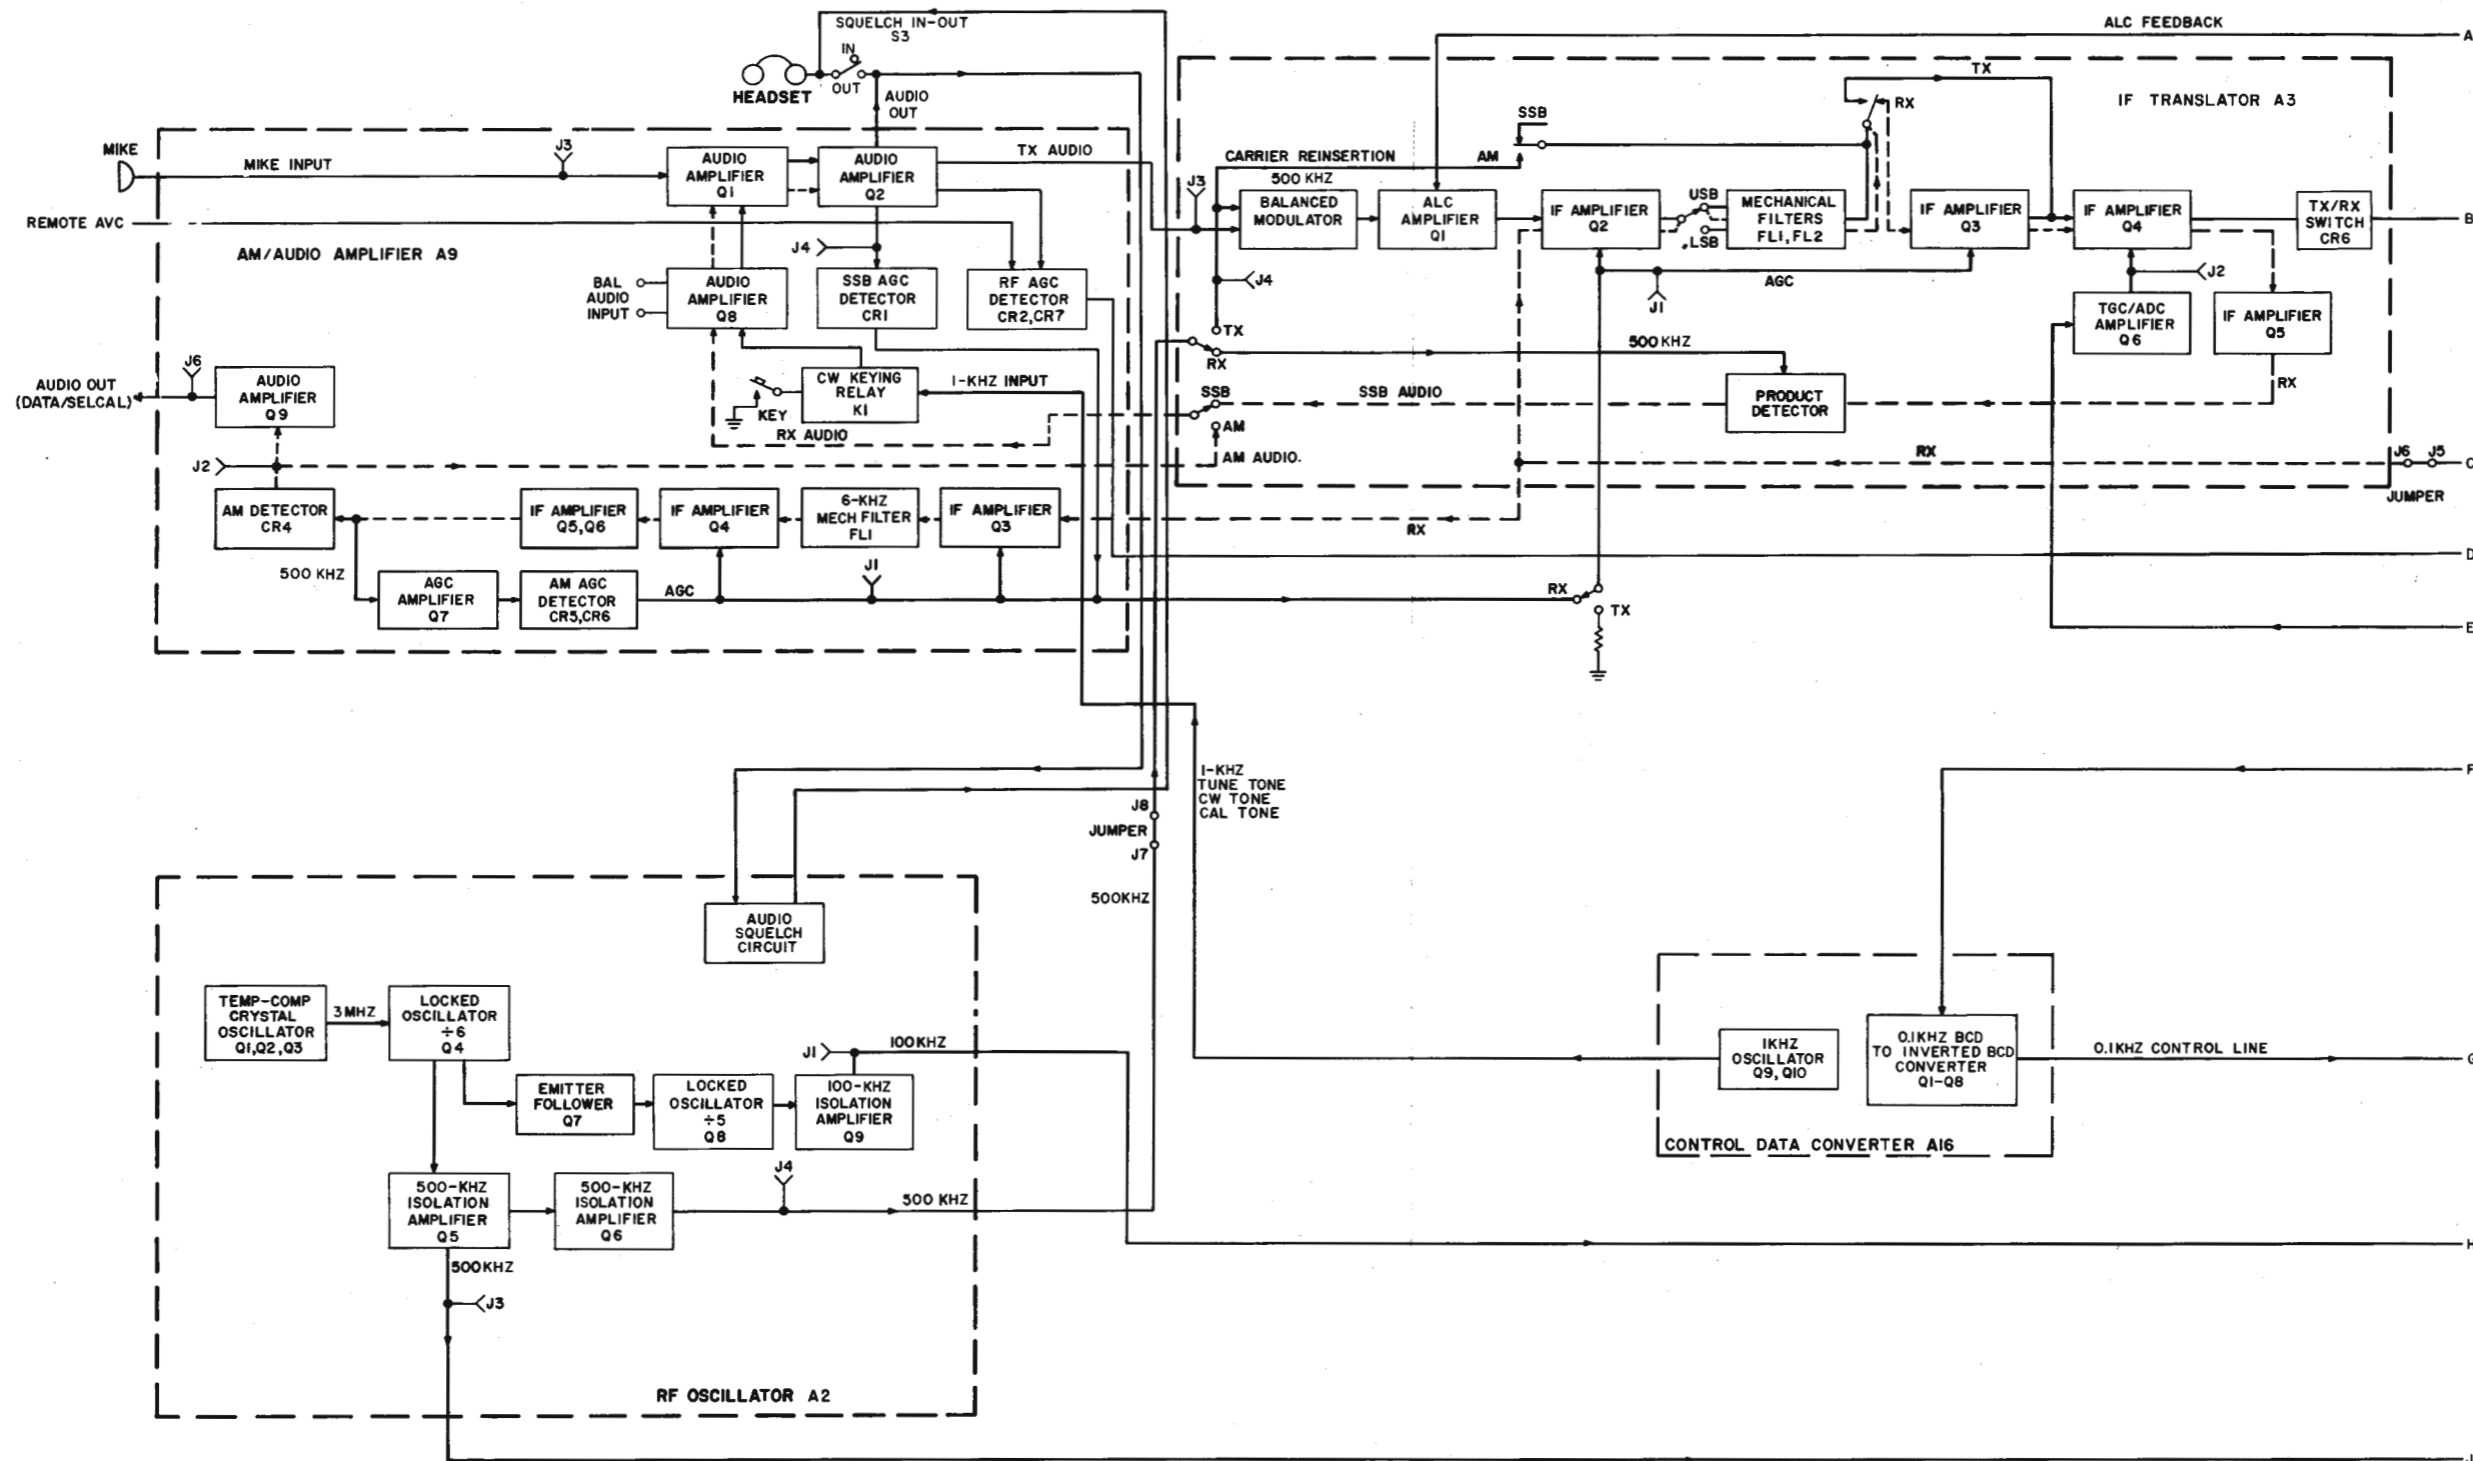 SQUELCH IN-OUT
S3
IN
OUT
HEADSET
AUDIO
OUT
ALC FEEDBACK
A
TX
RX
IF TRANSLATOR A3
MIKE
MIKE INPUT
J3
AUDIO
AMPLIFIER
Q1
AUDIO
AMPLIFIER
Q2
TX AUDIO
REMOTE AVC
AM/AUDIO AMPLIFIER A9
J4
BAL
AUDIO
INPUT
AUDIO
AMPLIFIER
Q8
SSB AGC
DETECTOR
CR1
RF AGC
DETECTOR
CR2,CR7
SSB
CARRIER REINSERTION
AM
J3
500 KHZ
BALANCED
MODULATOR
ALC
AMPLIFIER
Q1
IF AMPLIFIER
Q2
USB
LSB
MECHANICAL
FILTERS
FL1,FL2
IF AMPLIFIER
Q3
IF AMPLIFIER
Q4
TX/RX
SWITCH
CR6
B
J4
J1
AGC
J2
TGC/ADC
AMPLIFIER
Q6
IF AMPLIFIER
Q5
TX
RX
500 KHZ
RX
J6
AUDIO OUT
(DATA/SELCAL)
AUDIO
AMPLIFIER
Q9
CW KEYING
RELAY
K1
1-KHZ INPUT
KEY
RX AUDIO
SSB
SSB AUDIO
AM
AM AUDIO.
PRODUCT
DETECTOR
J2
RX
J6 J5
C
JUMPER
AM DETECTOR
CR4
IF AMPLIFIER
Q5,Q6
IF AMPLIFIER
Q4
6-KHZ
MECH FILTER
FL1
IF AMPLIFIER
Q3
RX
D
500 KHZ
AGC
AMPLIFIER
Q7
AM AGC
DETECTOR
CR5,CR6
AGC
J1
RX
TX
E
1-KHZ
TUNE TONE
CW TONE
CAL TONE
F
J8
JUMPER
J7
500KHZ
AUDIO
SQUELCH
CIRCUIT
TEMP-COMP
CRYSTAL
OSCILLATOR
Q1,Q2,Q3
3MHZ
LOCKED
OSCILLATOR
÷6
Q4
J1
100KHZ
EMITTER
FOLLOWER
Q7
LOCKED
OSCILLATOR
÷5
Q8
100-KHZ
ISOLATION
AMPLIFIER
Q9
1KHZ
OSCILLATOR
Q9,Q10
0.1KHZ BCD
TO INVERTED BCD
CONVERTER
Q1-Q8
0.1KHZ CONTROL LINE
G
CONTROL DATA CONVERTER A16
500-KHZ
ISOLATION
AMPLIFIER
Q5
500-KHZ
ISOLATION
AMPLIFIER
Q6
J4
500 KHZ
H
500KHZ
J3
RF OSCILLATOR A2